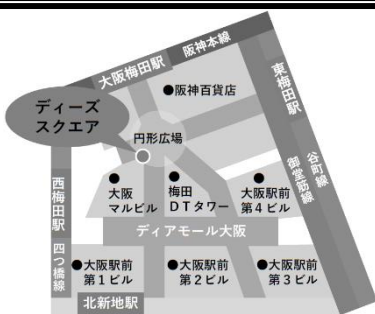 阪神本線
大阪梅田駅
●阪神百貨店
東梅田駅
谷町線
御堂筋線
ディーズ
スクエア
円形広場
●
大阪
マルビル
●
梅田
DTタワー
●
大阪駅前
第4ビル
西梅田駅
四つ橋線
ディアモール大阪
●大阪駅前
第1ビル
●大阪駅前
第2ビル
●大阪駅前
第3ビル
北新地駅